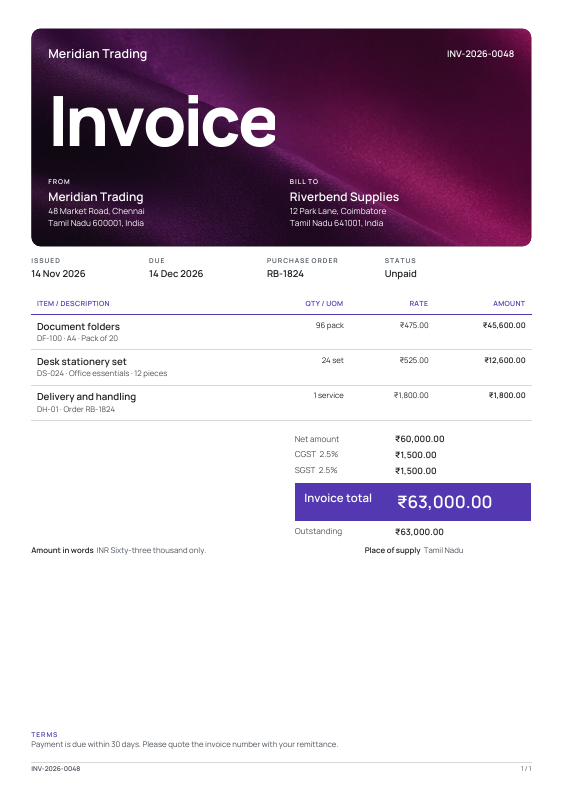 Meridian Trading
INV-2026-0048
Invoice
FROM
Meridian Trading
48 Market Road, Chennai
Tamil Nadu 600001, India
BILL TO
Riverbend Supplies
12 Park Lane, Coimbatore
Tamil Nadu 641001, India
ISSUED DUE PURCHASE ORDER STATUS
14 Nov 2026 14 Dec 2026 RB-1824 Unpaid
ITEM / DESCRIPTION QTY / UOM RATE AMOUNT
Document folders 96 pack ₹475.00 ₹45,600.00
DF-100 · A4 · Pack of 20
Desk stationery set 24 set ₹525.00 ₹12,600.00
DS-024 · Office essentials · 12 pieces
Delivery and handling 1 service ₹1,800.00 ₹1,800.00
DH-01 · Order RB-1824
Net amount ₹60,000.00
CGST 2.5% ₹1,500.00
SGST 2.5% ₹1,500.00
Invoice total ₹63,000.00
Outstanding ₹63,000.00
Amount in words INR Sixty-three thousand only.
Place of supply Tamil Nadu
TERMS
Payment is due within 30 days. Please quote the invoice number with your remittance.
INV-2026-0048
1 / 1